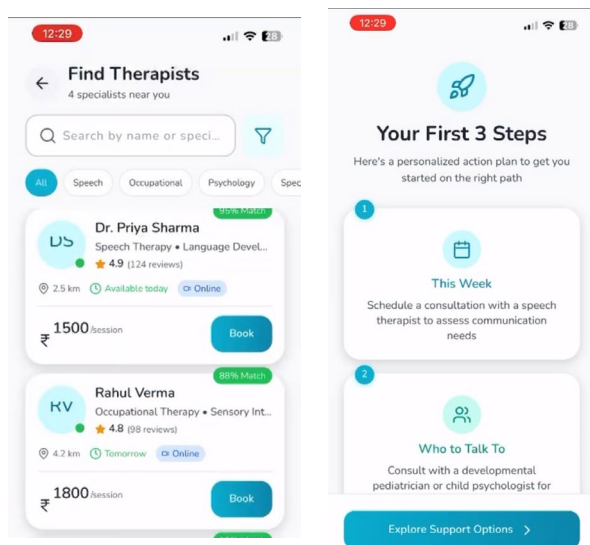 12:29
28
Find Therapists
4 specialists near you
Search by name or speci...
All Speech Occupational Psychology Spec
95% Match
DS
Dr. Priya Sharma
Speech Therapy • Language Devel...
4.9 (124 reviews)
2.5 km Available today Online
₹ 1500 /session
Book
88% Match
RV
Rahul Verma
Occupational Therapy • Sensory Int...
4.8 (98 reviews)
4.2 km Tomorrow Online
₹ 1800 /session
Book
12:29
28
Your First 3 Steps
Here's a personalized action plan to get you
started on the right path
1
This Week
Schedule a consultation with a speech
therapist to assess communication
needs
2
Who to Talk To
Consult with a developmental
pediatrician or child psychologist for
Explore Support Options >